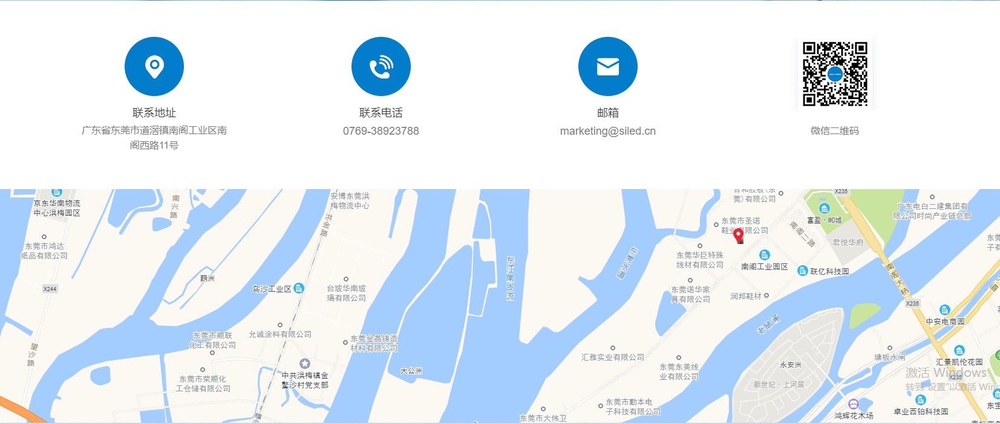 联系地址
广东省东莞市道滘镇南阁工业区南
阁西路11号
联系电话
0769-38923788
邮箱
marketing@siled.cn
微信二维码
京东华南物流
中心洪梅园区
南兴路
安博东莞洪
梅物流中心
洪金路
莞)有限公司
X235
富盈·W0城
广东电白二建集团有
限公司时尚产业链总部
东莞市圣诺
鞋业有限公司
南阁二路
君悦华府
东莞市鸿达
纸品有限公司
东莞华巨特殊
线材有限公司
东莞水道
南阁工业园区
联亿科技园
东江南支流
南阁大桥
蓢洲
X244
乌沙工业区
台玻华南玻
璃有限公司
东莞诺华家
具有限公司
润邦鞋材
X235
中安电商园
老鼠涌
允诚涂料有限公司
东莞市顺联
化工有限公司
东莞金晶铸造
材料有限公司
望沙路
汇雅实业有限公司
东莞东美线
业有限公司
塘板水闸
汇景凯伦花园
永安洲
大公洲
中共洪梅镇金
鳌沙村党支部
东莞市荣顺化
工仓储有限公司
新世纪·上河居
X235
激活 Windows
转到"设置"以激活 Win
东莞市勤本电
子科技有限公司
东莞市大伟卫
鸿辉花木场
卓业西铂科技园